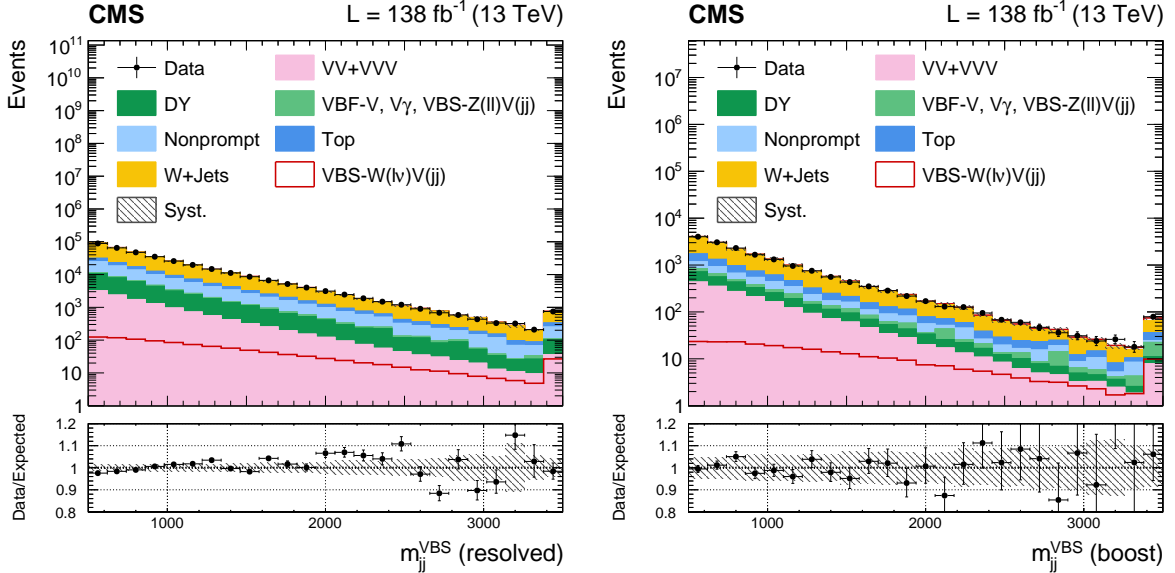 CMS L = 138 fb⁻¹ (13 TeV)
Events
10¹¹
10¹⁰
10⁹
10⁸
10⁷
10⁶
10⁵
10⁴
10³
10²
10
1
Data VV+VVV
DY VBF-V, Vγ, VBS-Z(ll)V(jj)
Nonprompt Top
W+Jets VBS-W(lν)V(jj)
Syst.
Data/Expected
1.2
1.1
1
0.9
0.8
1000 2000 3000
m_jj^VBS (resolved)
CMS L = 138 fb⁻¹ (13 TeV)
Events
10⁷
10⁶
10⁵
10⁴
10³
10²
10
1
Data VV+VVV
DY VBF-V, Vγ, VBS-Z(ll)V(jj)
Nonprompt Top
W+Jets VBS-W(lν)V(jj)
Syst.
Data/Expected
1.2
1.1
1
0.9
0.8
1000 2000 3000
m_jj^VBS (boost)